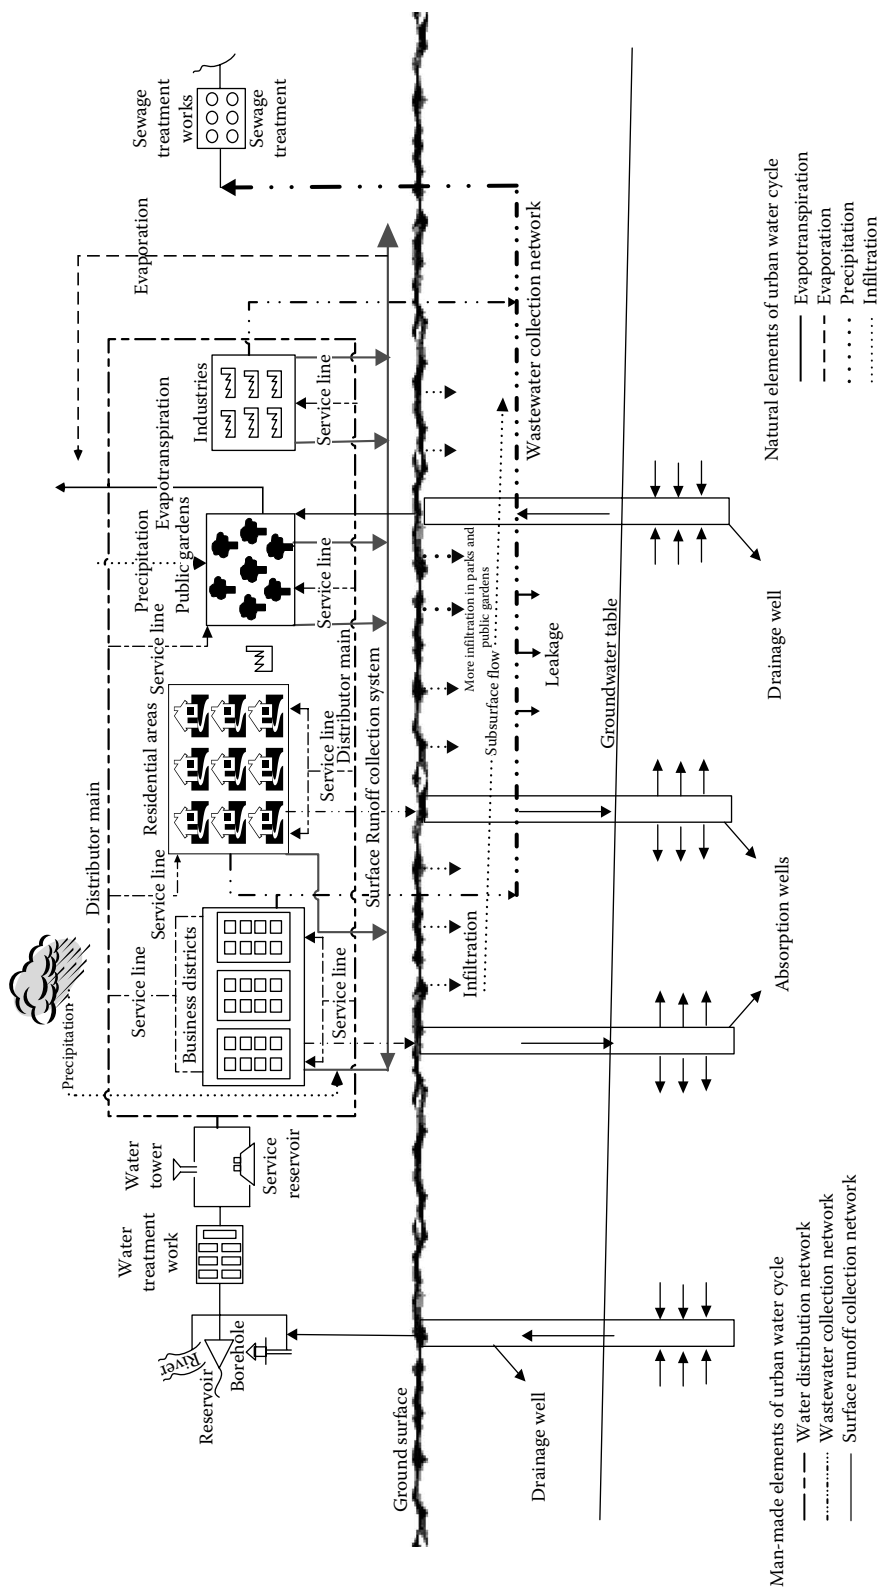 River
Reservoir
Borehole
Water
treatment
work
Water
tower
Service
reservoir
Precipitation
Distributor main
Service line
Business districts
Service line
Service line
Residential areas
Service line
Distributor main
Service line
Precipitation
Public gardens
Service line
Evapotranspiration
Industries
Service line
Evaporation
Sewage
treatment
works
Sewage
treatment
Surface Runoff collection system
Ground surface
Infiltration
Subsurface flow
More infiltration in parks and
public gardens
Wastewater collection network
Leakage
Groundwater table
Drainage well
Absorption wells
Drainage well
Man-made elements of urban water cycle
Water distribution network
Wastewater collection network
Surface runoff collection network
Natural elements of urban water cycle
Evapotranspiration
Evaporation
Precipitation
Infiltration